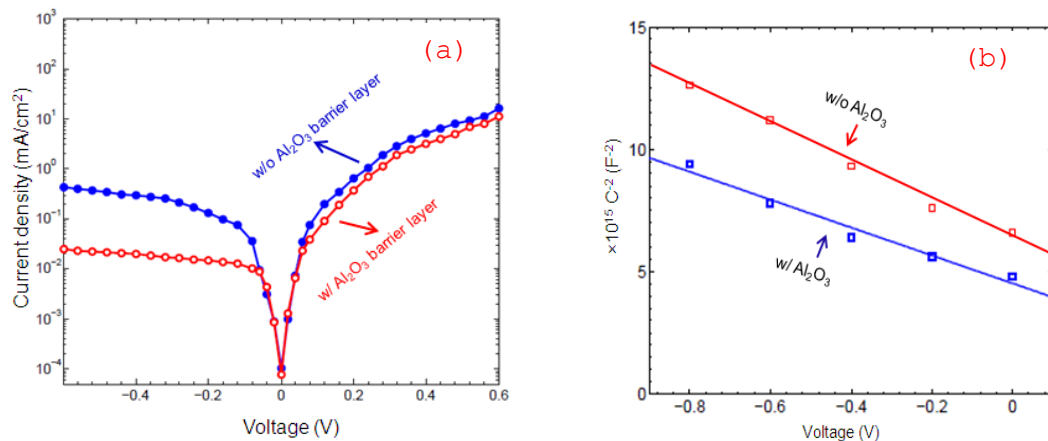 (a)
Current density (mA/cm²)
10³
10²
10¹
10⁰
10⁻¹
10⁻²
10⁻³
10⁻⁴
w/o Al₂O₃ barrier layer
w/ Al₂O₃ barrier layer
−0.4 −0.2 0 0.2 0.4 0.6
Voltage (V)
(b)
×10¹⁵ C⁻² (F⁻²)
15
10
5
0
w/o Al₂O₃
w/ Al₂O₃
−0.8 −0.6 −0.4 −0.2 0
Voltage (V)